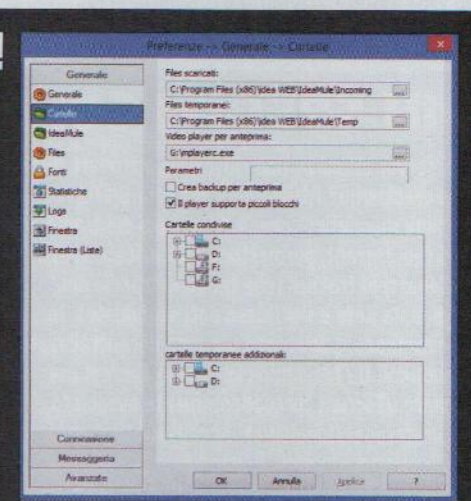 Preferenze -> Generale -> Cartelle
Generale
Generale
Cartelle
IdeaMule
Files
Fonti
Statistiche
Logs
Finestra
Finestra (Liste)
Connessione
Messaggeria
Avanzate
Files scaricati:
C:\Program Files (x86)\idea WEB\IdeaMule\Incoming
...
Files temporanei:
C:\Program Files (x86)\idea WEB\IdeaMule\Temp
...
Video player per anteprima:
G:\mplayerc.exe
...
Parametri
Crea backup per anteprima
Il player supporta piccoli blocchi
Cartelle condivise
C:
D:
F:
G:
cartelle temporanee addizionali:
C:
D:
OK
Annulla
Applica
?